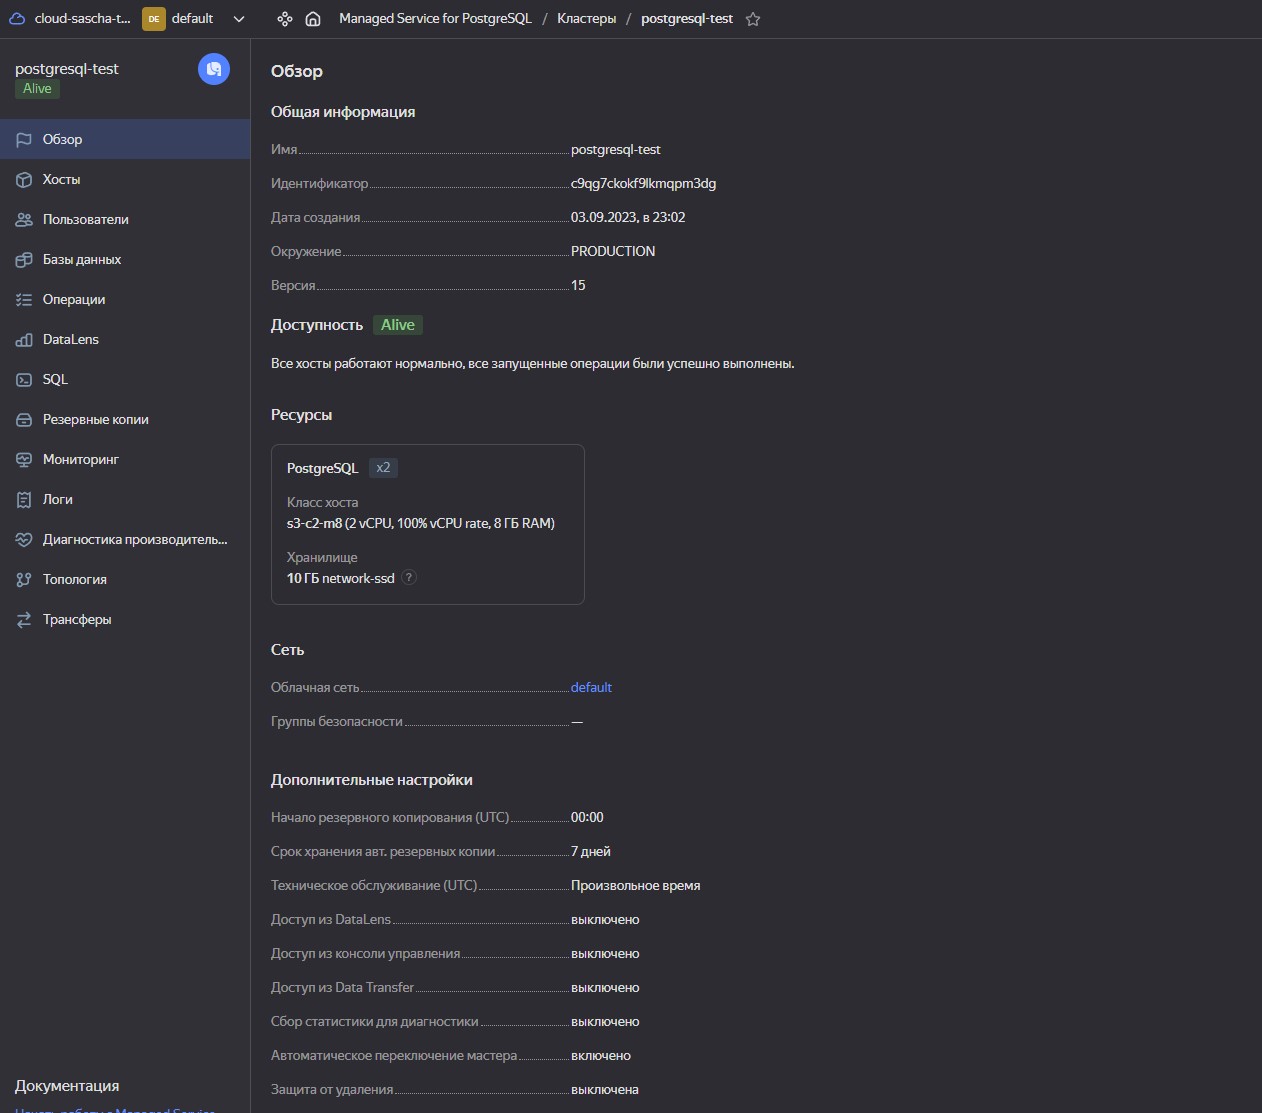 cloud-sascha-t...
DE
default
Managed Service for PostgreSQL / Кластеры / postgresql-test
postgresql-test
Alive
Обзор
Хосты
Пользователи
Базы данных
Операции
DataLens
SQL
Резервные копии
Мониторинг
Логи
Диагностика производитель...
Топология
Трансферы
Документация
Начать работу с Managed Service
Обзор
Общая информация
Имя postgresql-test
Идентификатор c9qg7ckokf9lkmqpm3dg
Дата создания 03.09.2023, в 23:02
Окружение PRODUCTION
Версия 15
Доступность Alive
Все хосты работают нормально, все запущенные операции были успешно выполнены.
Ресурсы
PostgreSQL x2
Класс хоста
s3-c2-m8 (2 vCPU, 100% vCPU rate, 8 ГБ RAM)
Хранилище
10 ГБ network-ssd ?
Сеть
Облачная сеть default
Группы безопасности —
Дополнительные настройки
Начало резервного копирования (UTC) 00:00
Срок хранения авт. резервных копии 7 дней
Техническое обслуживание (UTC) Произвольное время
Доступ из DataLens выключено
Доступ из консоли управления выключено
Доступ из Data Transfer выключено
Сбор статистики для диагностики выключено
Автоматическое переключение мастера включено
Защита от удаления выключена